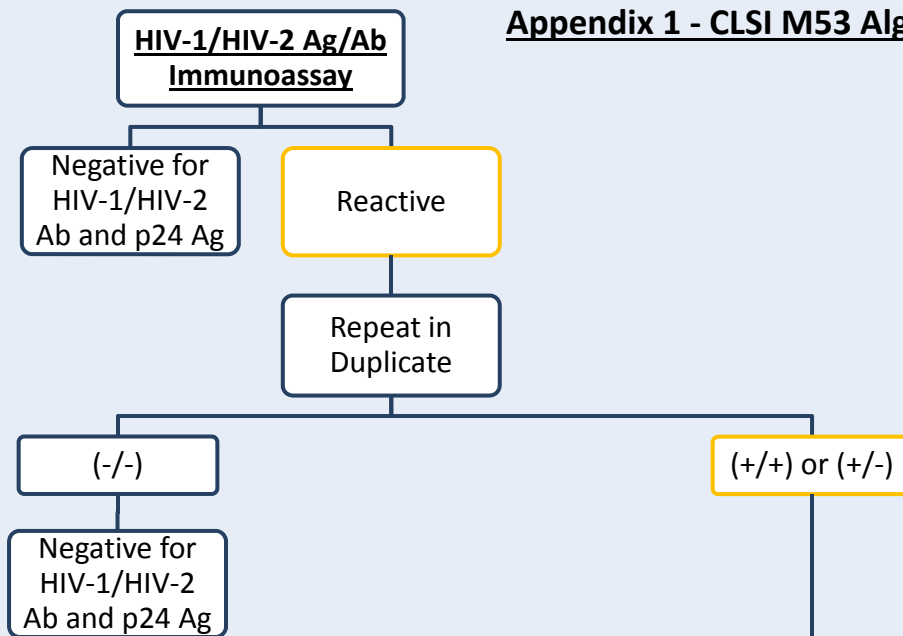 Appendix 1 - CLSI M53 Alg
HIV-1/HIV-2 Ag/Ab
Immunoassay
Negative for
HIV-1/HIV-2
Ab and p24 Ag
Reactive
Repeat in
Duplicate
(-/-)
(+/+) or (+/-)
Negative for
HIV-1/HIV-2
Ab and p24 Ag